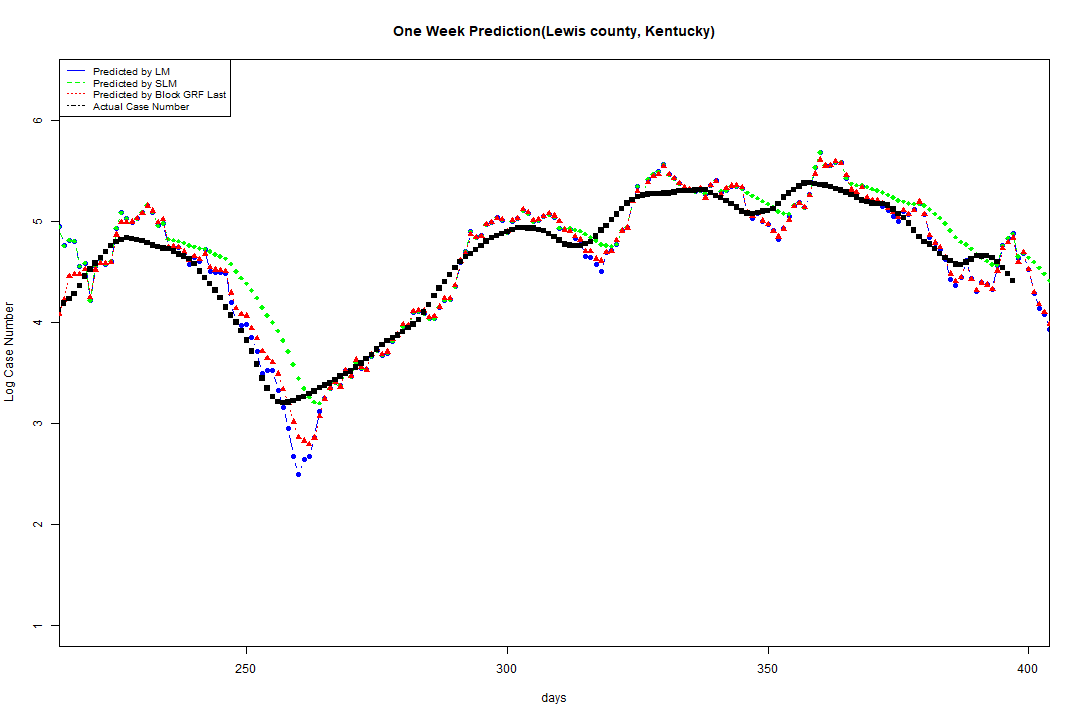 One Week Prediction(Lewis county, Kentucky)
Predicted by LM
Predicted by SLM
Predicted by Block GRF Last
Actual Case Number
6
5
4
3
2
1
Log Case Number
250 300 350 400
days